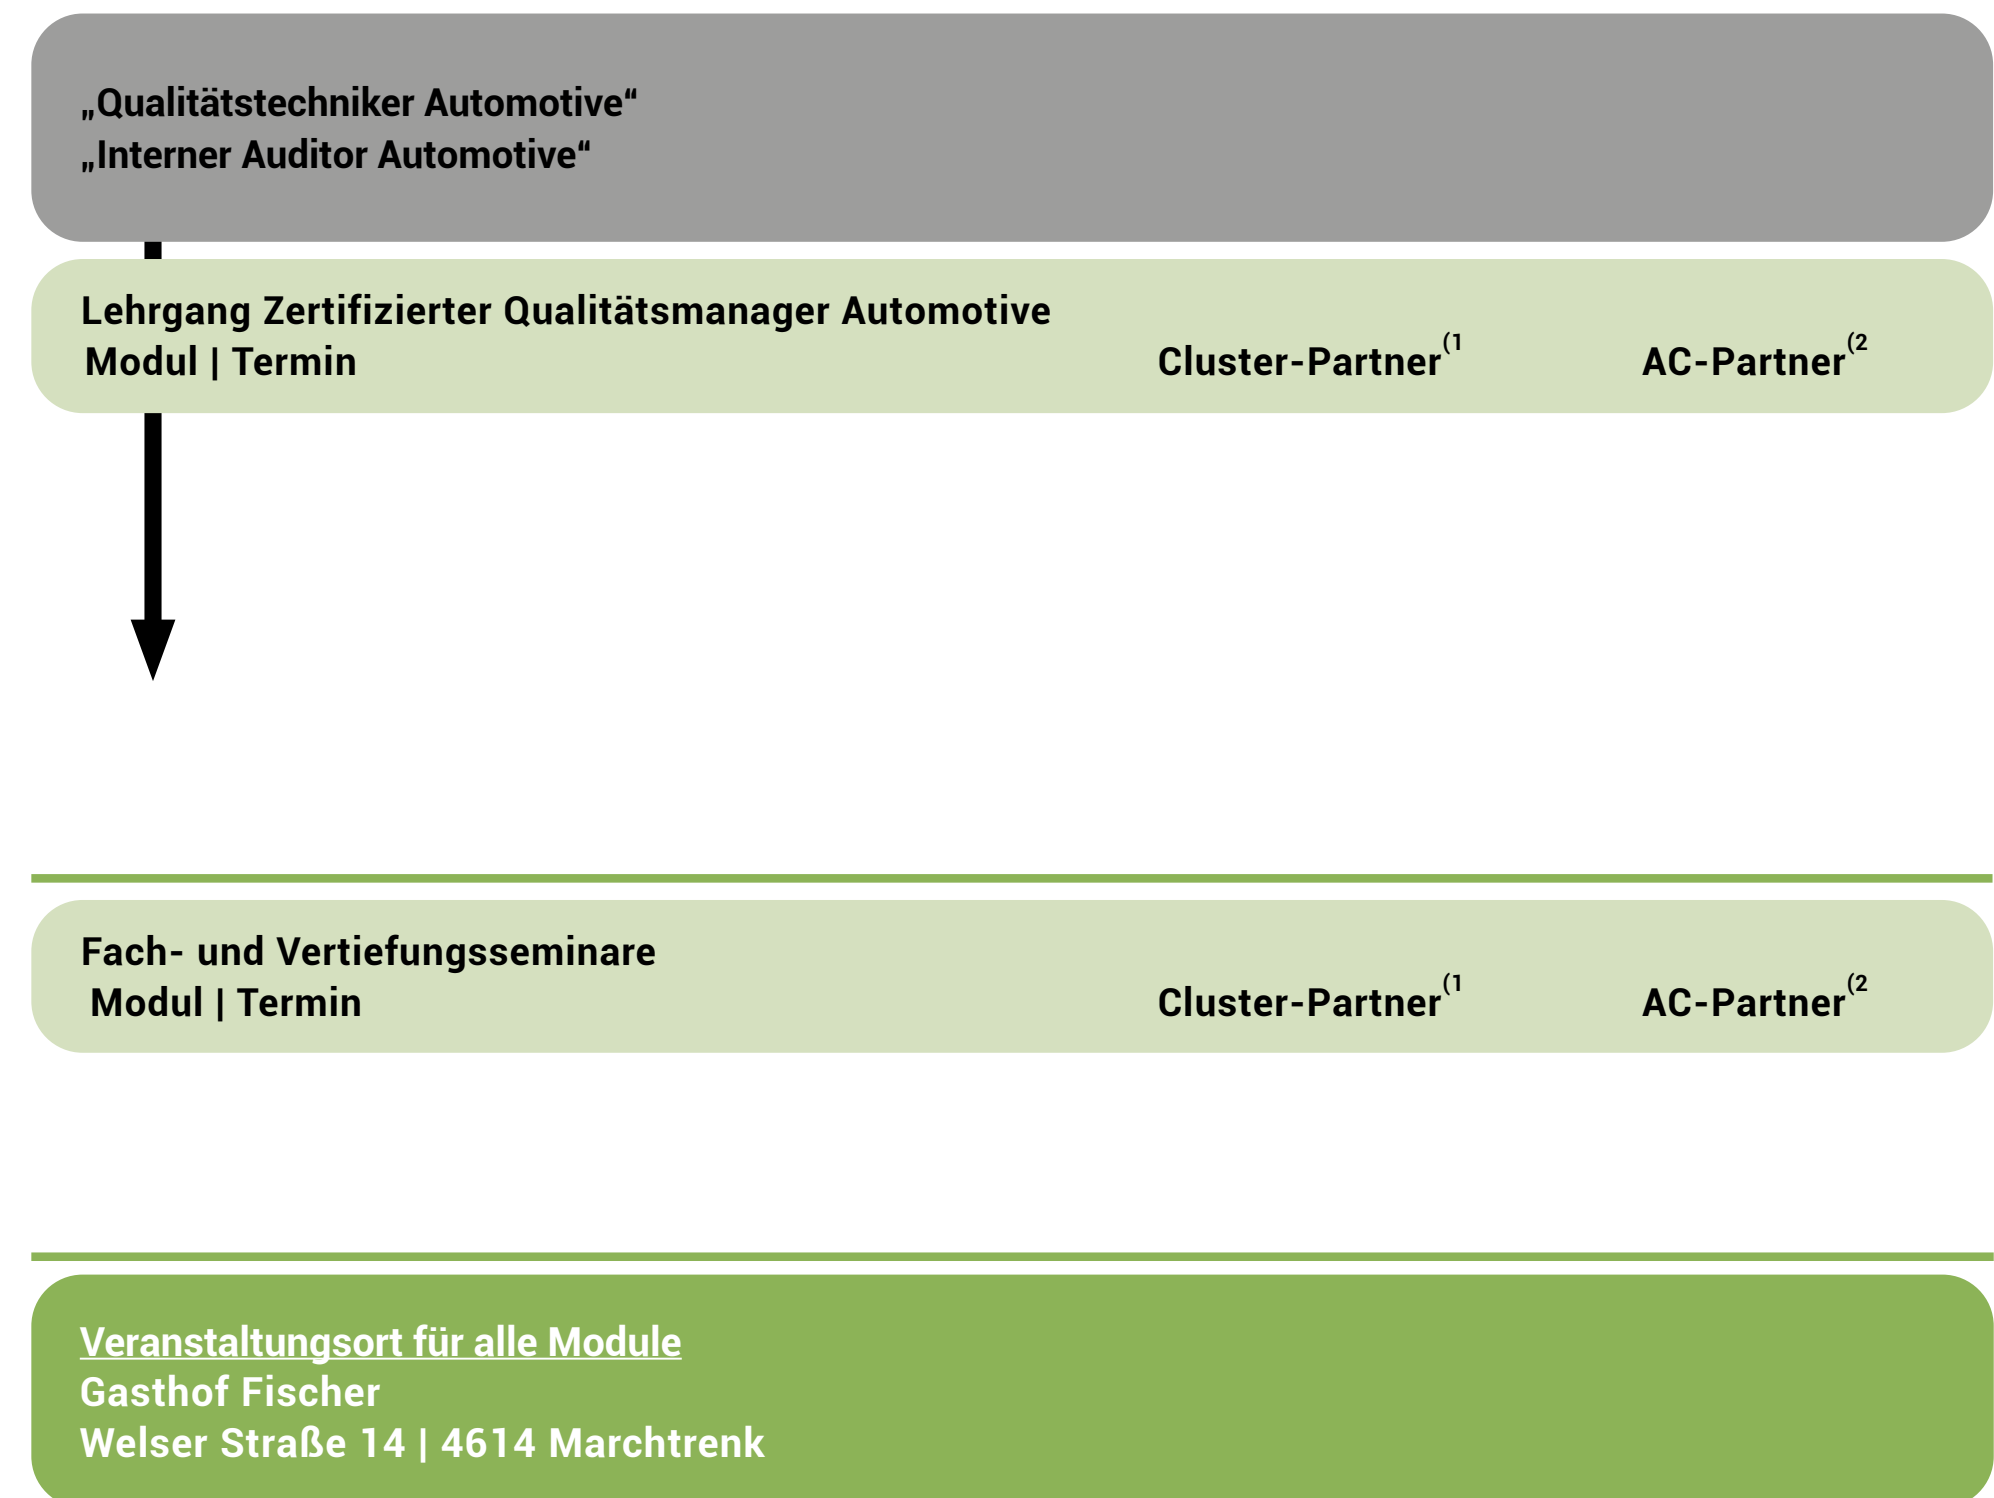 „Qualitätstechniker Automotive“
„Interner Auditor Automotive“
Lehrgang Zertifizierter Qualitätsmanager Automotive
Modul | Termin Cluster-Partner(1 AC-Partner(2
Fach- und Vertiefungsseminare
Modul | Termin Cluster-Partner(1 AC-Partner(2
Veranstaltungsort für alle Module
Gasthof Fischer
Welser Straße 14 | 4614 Marchtrenk